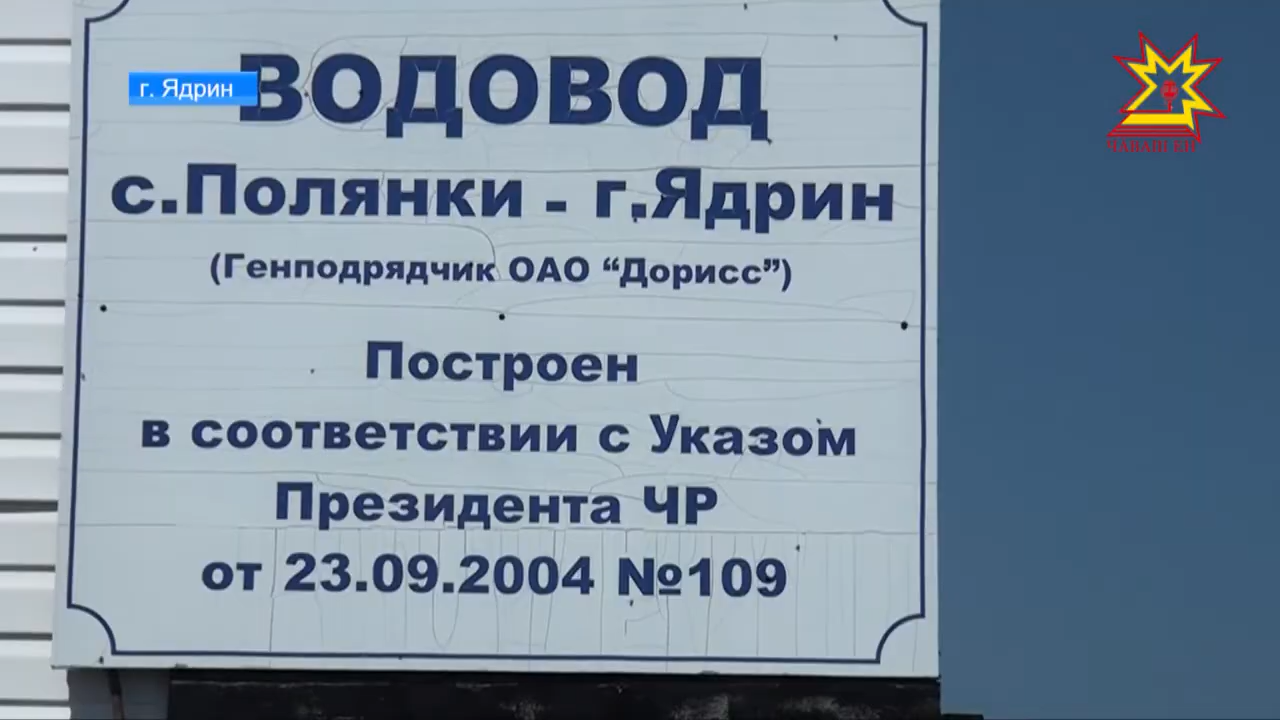 г. Ядрин
ВОДОВОД
с.Полянки - г.Ядрин
(Генподрядчик ОАО “Дорисс”)
Построен
в соответствии с Указом
Президента ЧР
от 23.09.2004 №109